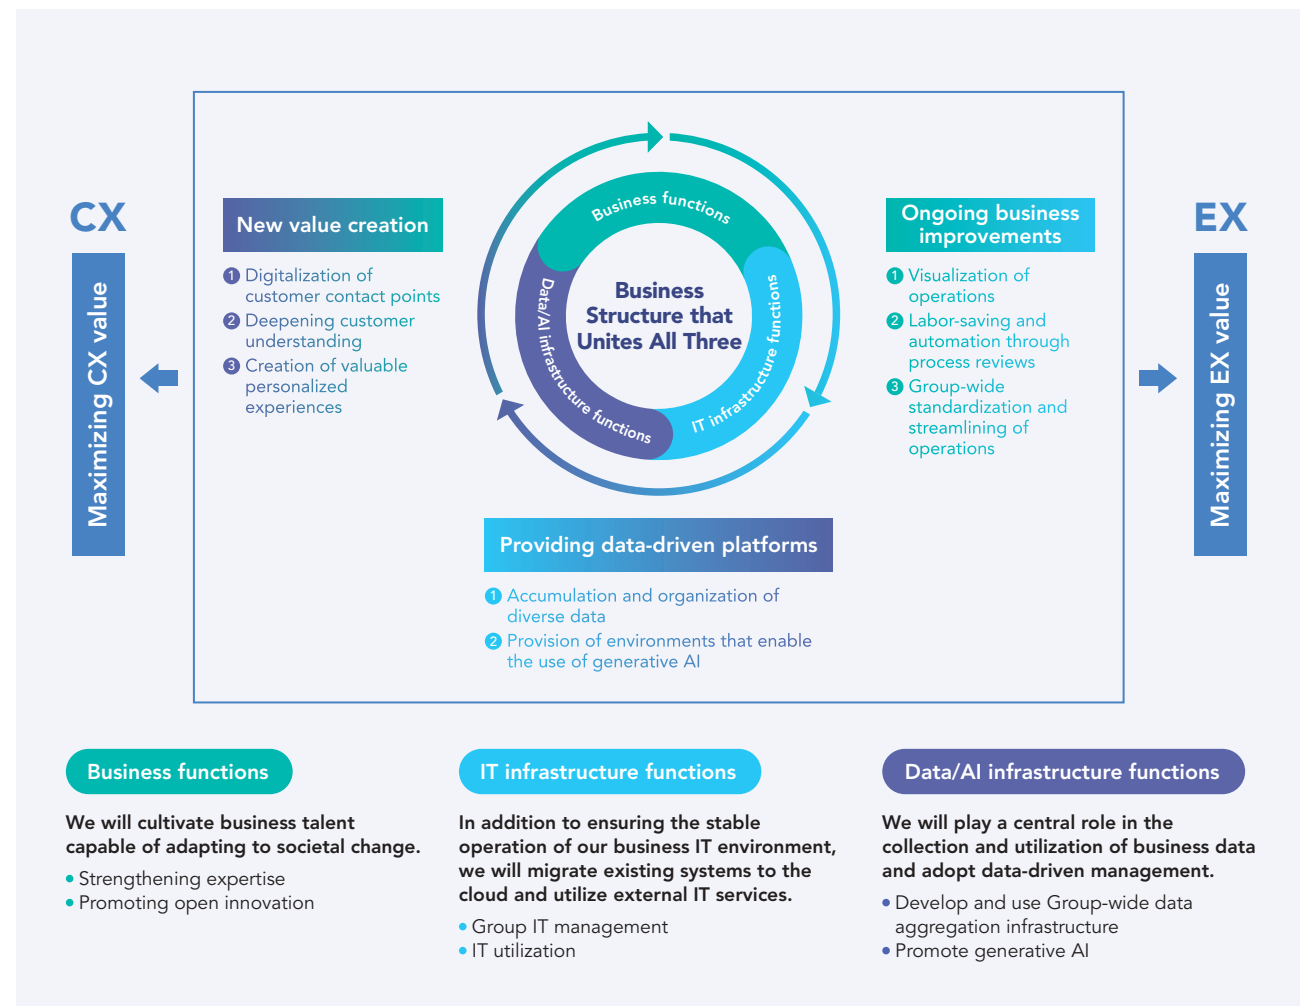 CX
Maximizing CX value
New value creation
1 Digitalization of
customer contact points
2 Deepening customer
understanding
3 Creation of valuable
personalized
experiences
Business functions
IT infrastructure functions
Data/AI infrastructure functions
Business
Structure that
Unites All Three
Ongoing business
improvements
1 Visualization of
operations
2 Labor-saving and
automation through
process reviews
3 Group-wide
standardization and
streamlining of
operations
EX
Maximizing EX value
Providing data-driven platforms
1 Accumulation and organization of
diverse data
2 Provision of environments that enable
the use of generative AI
Business functions
We will cultivate business talent
capable of adapting to societal change.
• Strengthening expertise
• Promoting open innovation
IT infrastructure functions
In addition to ensuring the stable
operation of our business IT environment,
we will migrate existing systems to the
cloud and utilize external IT services.
• Group IT management
• IT utilization
Data/AI infrastructure functions
We will play a central role in the
collection and utilization of business data
and adopt data-driven management.
• Develop and use Group-wide data
aggregation infrastructure
• Promote generative AI